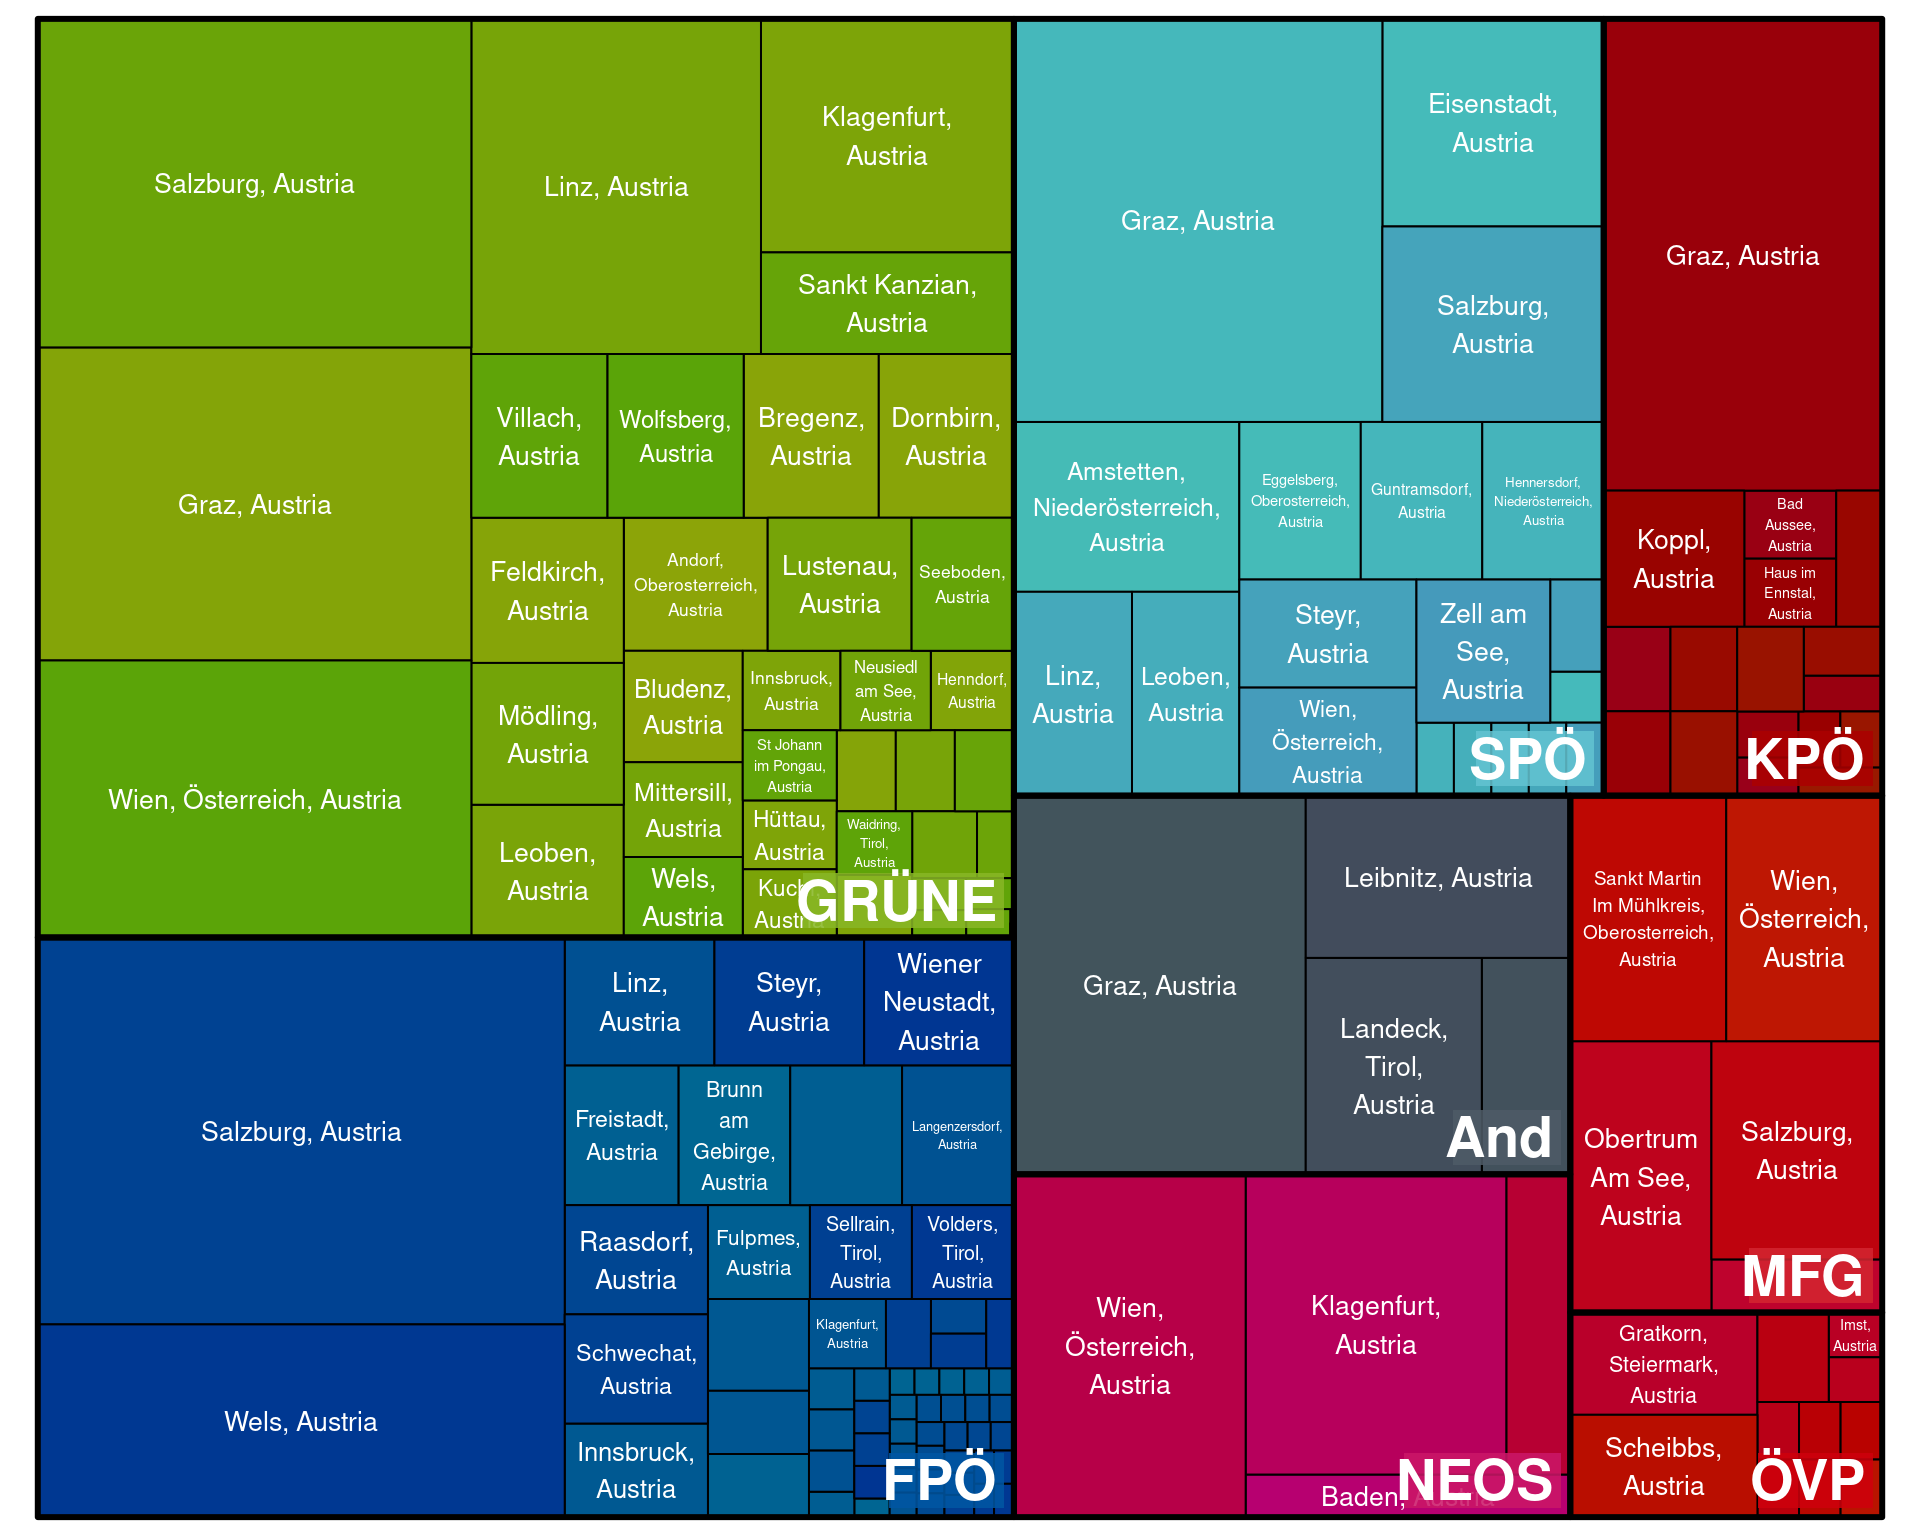 Salzburg, Austria
Linz, Austria
Klagenfurt,
Austria
Sankt Kanzian,
Austria
Graz, Austria
Wien, Österreich, Austria
Villach,
Austria
Wolfsberg,
Austria
Bregenz,
Austria
Dornbirn,
Austria
Feldkirch,
Austria
Andorf,
Oberosterreich,
Austria
Lustenau,
Austria
Seeboden,
Austria
Mödling,
Austria
Leoben,
Austria
Bludenz,
Austria
Mittersill,
Austria
Wels,
Austria
Innsbruck,
Austria
Neusiedl
am See,
Austria
Henndorf,
Austria
St Johann
im Pongau,
Austria
Hüttau,
Austria
Waidring,
Tirol,
Austria
GRÜNE
Salzburg, Austria
Wels, Austria
Linz,
Austria
Steyr,
Austria
Wiener
Neustadt,
Austria
Freistadt,
Austria
Brunn
am
Gebirge,
Austria
Langenzersdorf,
Austria
Raasdorf,
Austria
Fulpmes,
Austria
Sellrain,
Tirol,
Austria
Volders,
Tirol,
Austria
Schwechat,
Austria
Klagenfurt,
Austria
Innsbruck,
Austria
FPÖ
Graz, Austria
Eisenstadt,
Austria
Salzburg,
Austria
Amstetten,
Niederösterreich,
Austria
Eggelsberg,
Oberosterreich,
Austria
Guntramsdorf,
Austria
Hennersdorf,
Niederösterreich,
Austria
Linz,
Austria
Leoben,
Austria
Steyr,
Austria
Wien,
Österreich,
Austria
Zell am
See,
Austria
SPÖ
Graz, Austria
Koppl,
Austria
Bad
Aussee,
Austria
Haus im
Ennstal,
Austria
KPÖ
Graz, Austria
Leibnitz, Austria
Landeck,
Tirol,
Austria
And
Wien,
Österreich,
Austria
Klagenfurt,
Austria
Baden, Austria
NEOS
Sankt Martin
Im Mühlkreis,
Oberosterreich,
Austria
Wien,
Österreich,
Austria
Obertrum
Am See,
Austria
Salzburg,
Austria
MFG
Gratkorn,
Steiermark,
Austria
Imst,
Austria
Scheibbs,
Austria
ÖVP